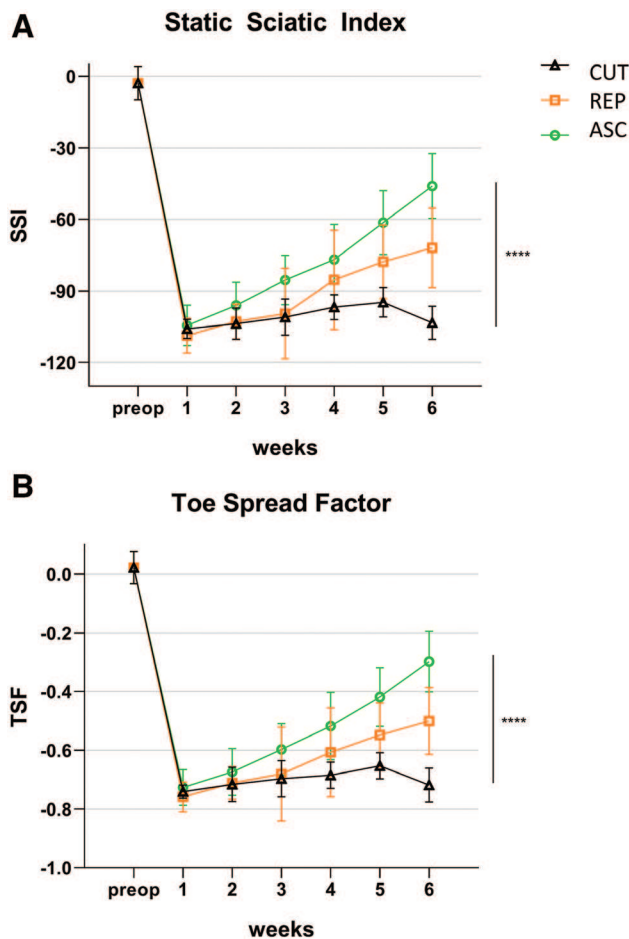 A
Static Sciatic Index
CUT
REP
ASC
0
-30
-60
-90
-120
SSI
****
preop 1 2 3 4 5 6
weeks
B
Toe Spread Factor
0.0
-0.2
-0.4
-0.6
-0.8
-1.0
TSF
****
preop 1 2 3 4 5 6
weeks